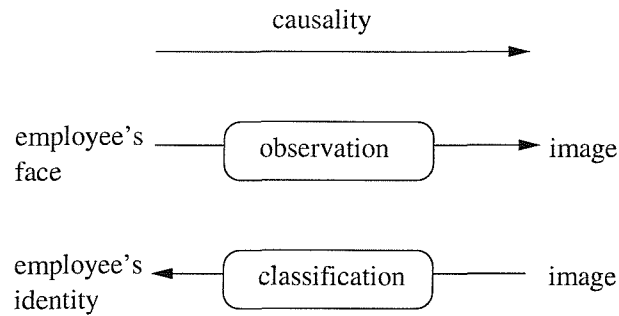 causality
employee's
face
observation
image
employee's
identity
classification
image